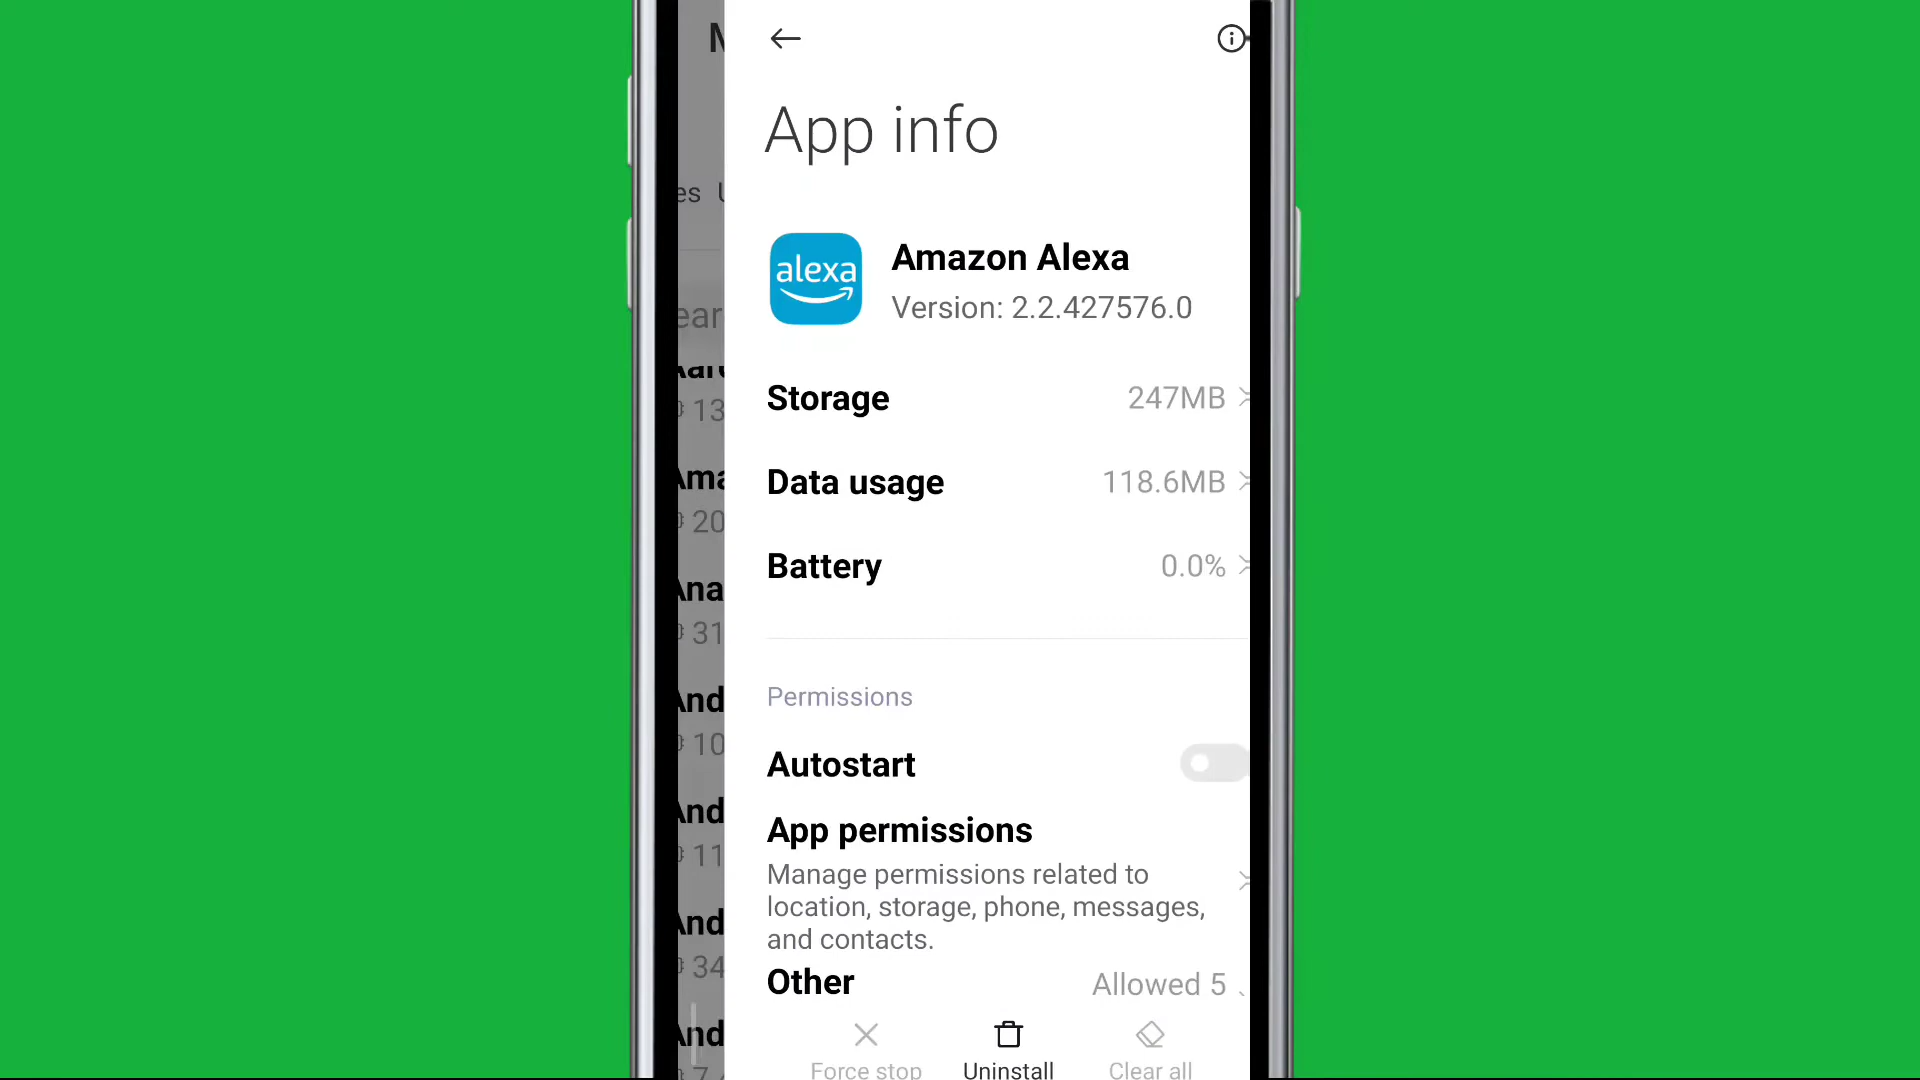 App info
alexa
Amazon Alexa
Version: 2.2.427576.0
Storage 247MB
Data usage 118.6MB
Battery 0.0%
Permissions
Autostart
App permissions
Manage permissions related to
location, storage, phone, messages,
and contacts.
Other Allowed 5
Force stop Uninstall Clear all